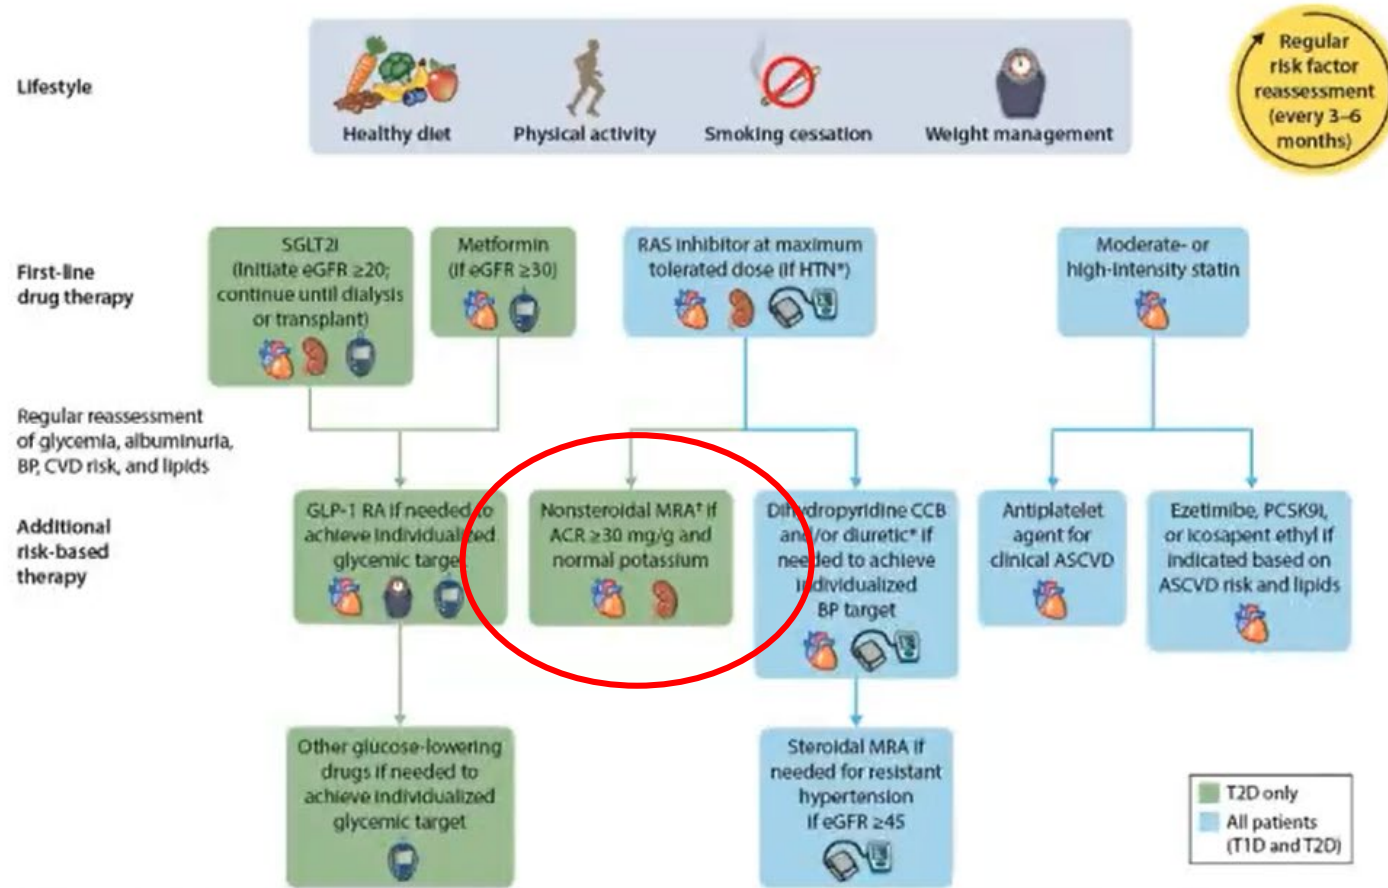 Lifestyle
Healthy diet
Physical activity
Smoking cessation
Weight management
Regular
risk factor
reassessment
(every 3–6
months)
First-line
drug therapy
SGLT2i
(Initiate eGFR ≥20;
continue until dialysis
or transplant)
Metformin
(if eGFR ≥30)
RAS inhibitor at maximum
tolerated dose (if HTN*)
Moderate- or
high-intensity statin
Regular reassessment
of glycemia, albuminuria,
BP, CVD risk, and lipids
Additional
risk-based
therapy
GLP-1 RA if needed to
achieve individualized
glycemic target
Nonsteroidal MRA† if
ACR ≥30 mg/g and
normal potassium
Dihydropyridine CCB
and/or diuretic* if
needed to achieve
individualized
BP target
Antiplatelet
agent for
clinical ASCVD
Ezetimibe, PCSK9i,
or icosapent ethyl if
indicated based on
ASCVD risk and lipids
Other glucose-lowering
drugs if needed to
achieve individualized
glycemic target
Steroidal MRA if
needed for resistant
hypertension
if eGFR ≥45
T2D only
All patients
(T1D and T2D)